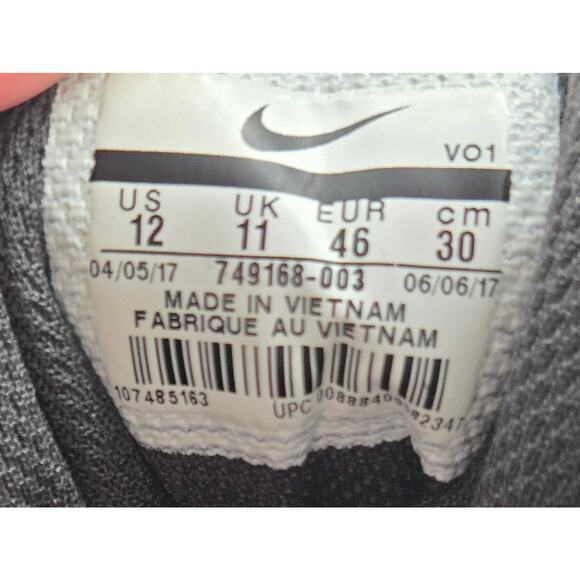 VO1
US UK EUR cm
12 11 46 30
04/05/17 749168-003 06/06/17
MADE IN VIETNAM
FABRIQUE AU VIETNAM
107485163
UPC